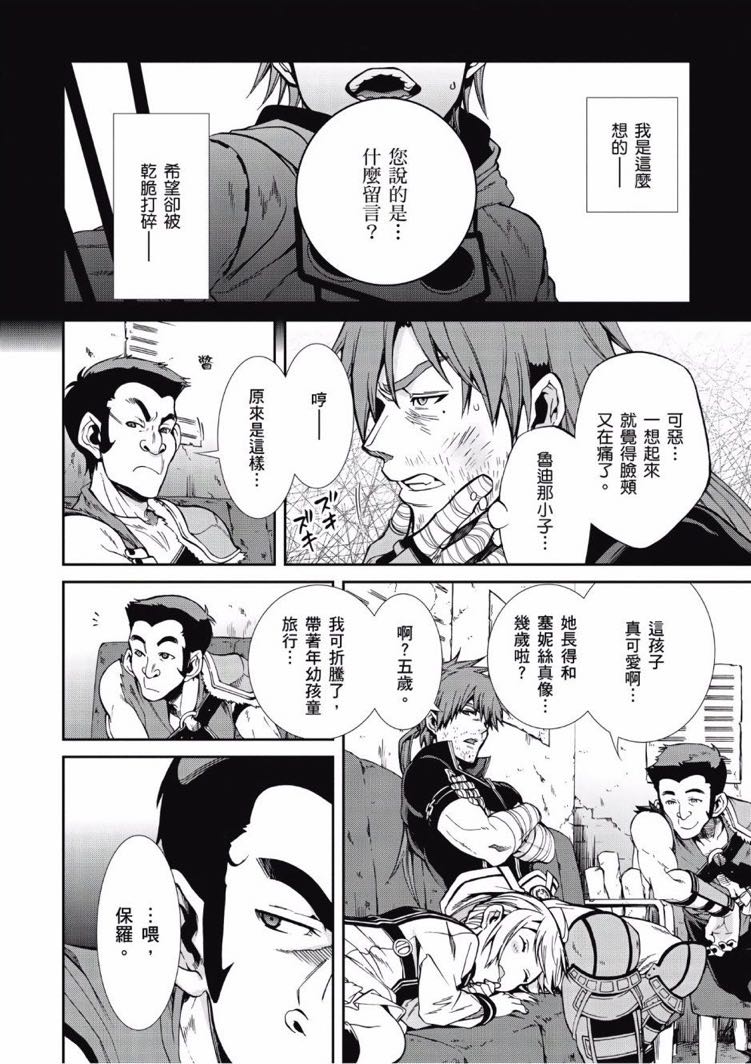 我是這麼
想的——
您說的是…
什麼留言？
希望卻被
乾脆打碎——
可惡…
一想起來
就覺得臉頰
又在痛了。
魯迪那小子…
ズキ
ズキ
哼——
原來是這樣…
瞥
這孩子
真可愛啊…
她長得和
塞妮絲真像…
幾歲啦？
啊？五歲。
我可折騰了，
帶著年幼孩童
旅行…
…喂，
保羅。